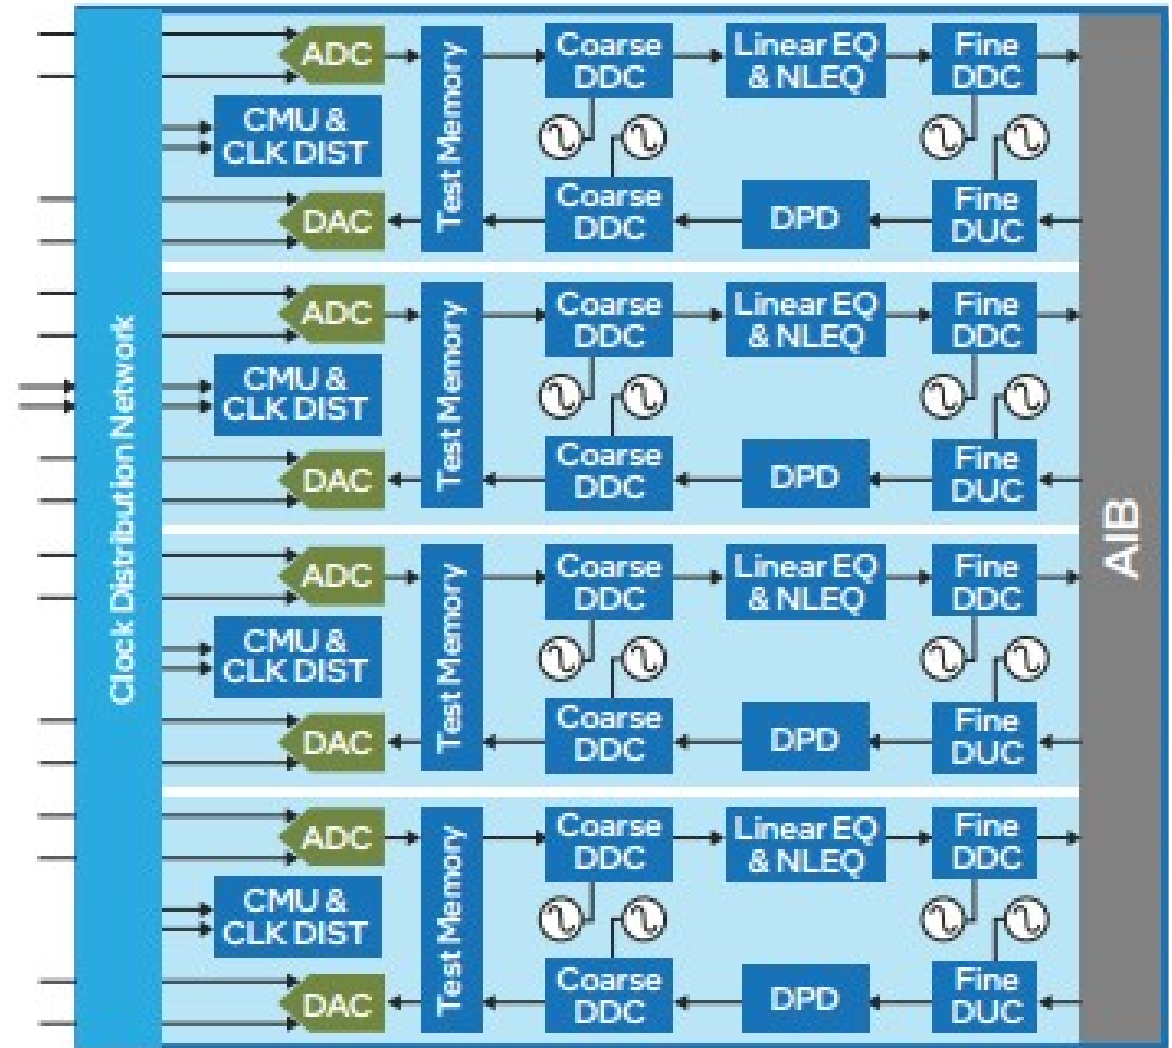 Clock Distribution Network
ADC
CMU &
CLK DIST
DAC
Test Memory
Coarse
DDC
Linear EQ
& NLEQ
Fine
DDC
Coarse
DDC
DPD
Fine
DUC
ADC
CMU &
CLK DIST
DAC
Test Memory
Coarse
DDC
Linear EQ
& NLEQ
Fine
DDC
Coarse
DDC
DPD
Fine
DUC
ADC
CMU &
CLK DIST
DAC
Test Memory
Coarse
DDC
Linear EQ
& NLEQ
Fine
DDC
Coarse
DDC
DPD
Fine
DUC
ADC
CMU &
CLK DIST
DAC
Test Memory
Coarse
DDC
Linear EQ
& NLEQ
Fine
DDC
Coarse
DDC
DPD
Fine
DUC
AIB